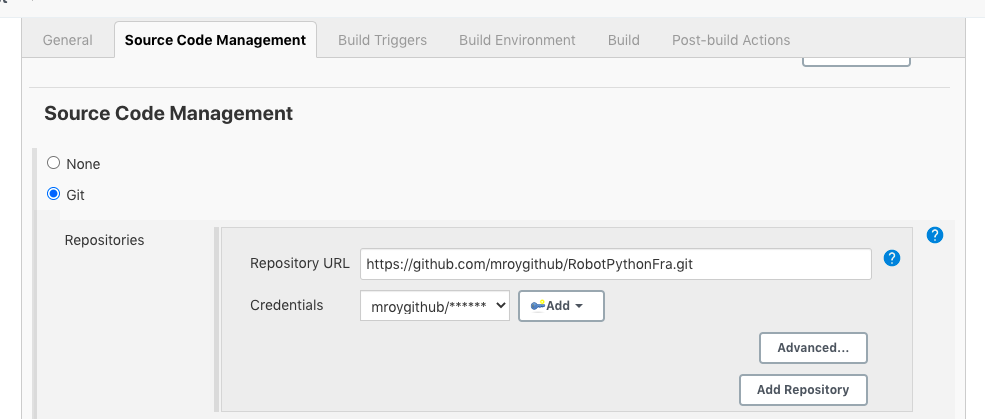 General Source Code Management Build Triggers Build Environment Build Post-build Actions
Source Code Management
None
Git
Repositories
?
Repository URL https://github.com/mroygithub/RobotPythonFra.git ?
Credentials mroygithub/****** Add
Advanced...
Add Repository